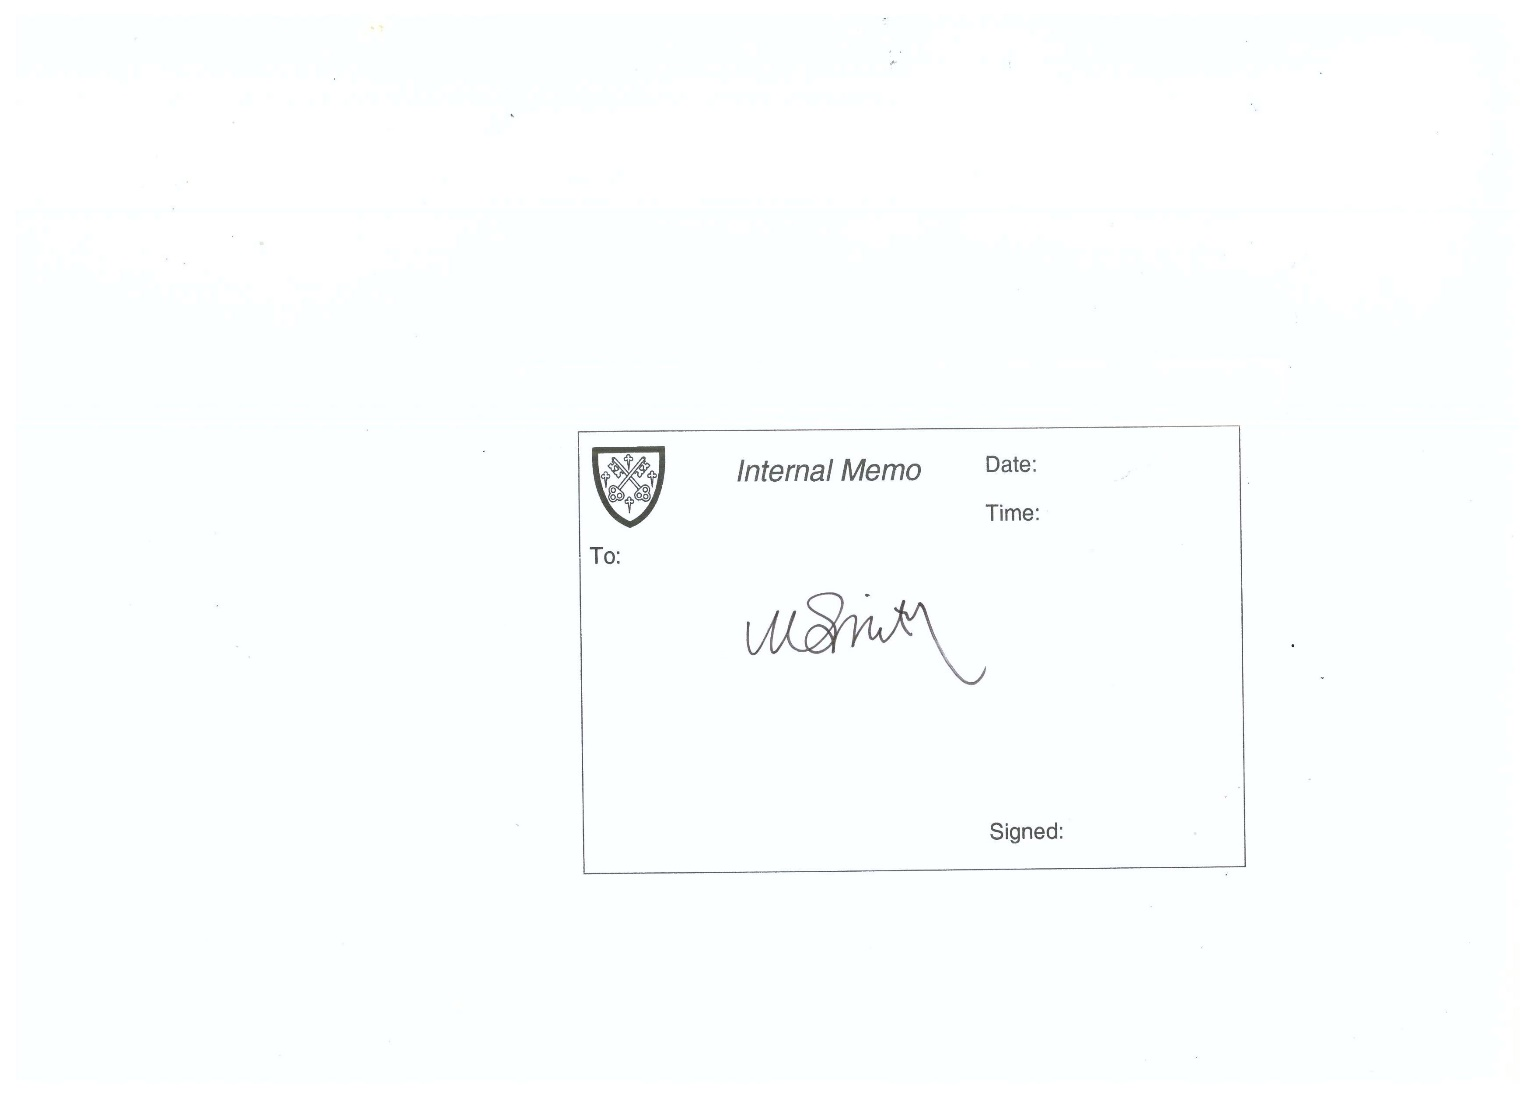 Internal Memo
Date:
Time:
To:
M Smith
Signed: